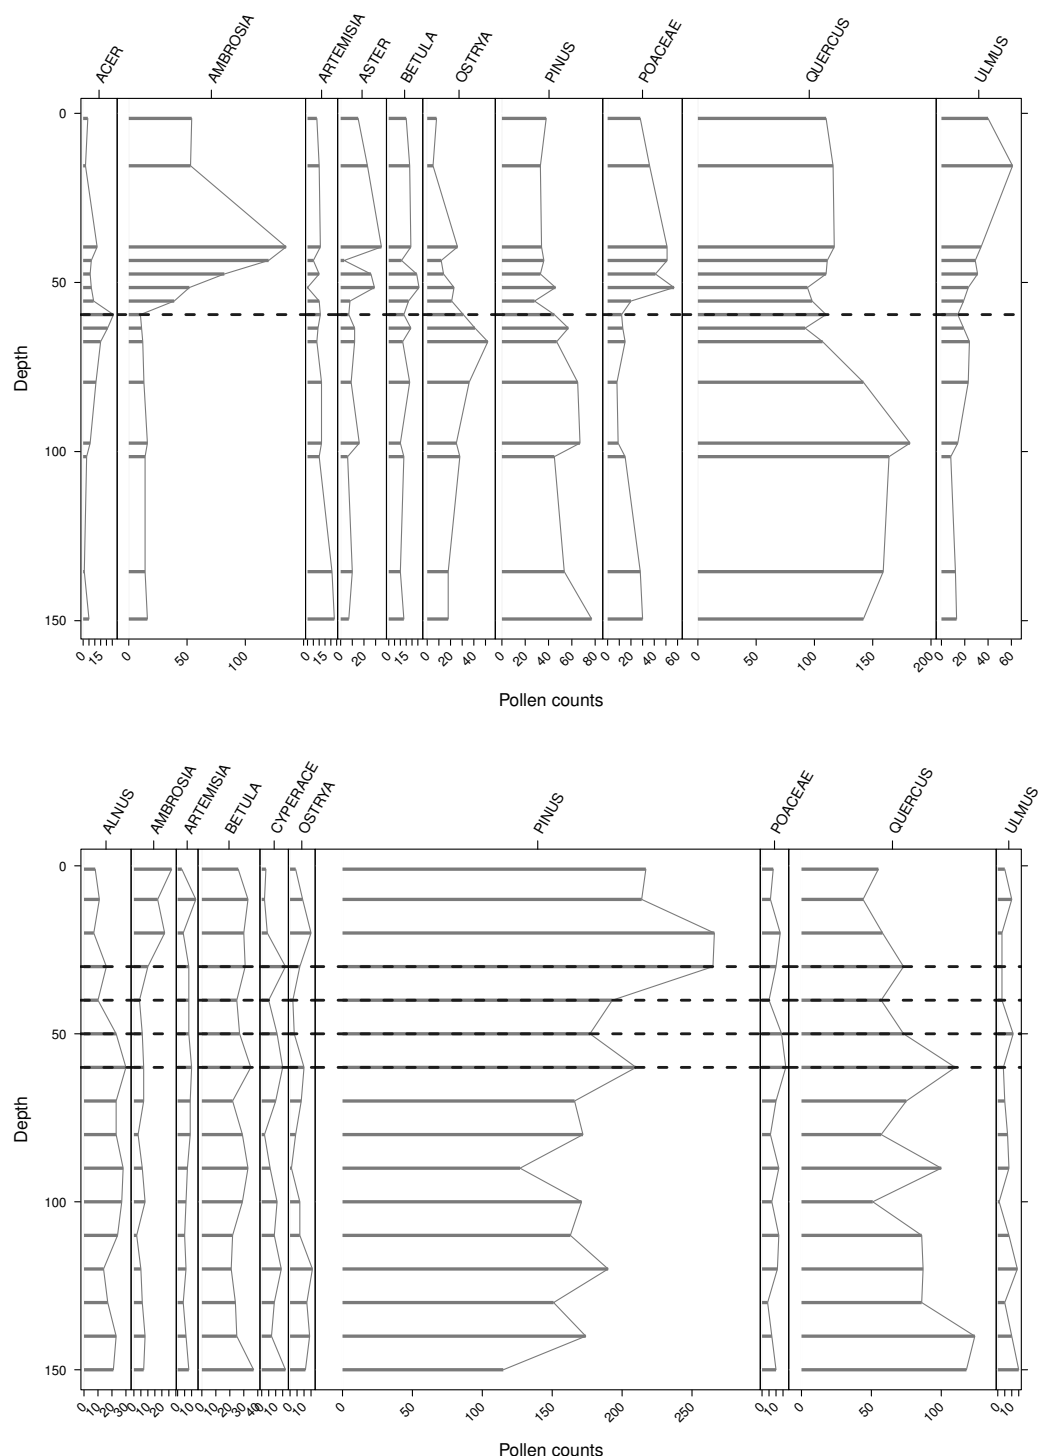 ACER AMBROSIA ARTEMISIA ASTER BETULA OSTRYA PINUS POACEAE QUERCUS ULMUS
0
50
100
150
Depth
0 15 0 50 100 0 15 0 20 0 15 0 20 40 0 20 40 60 80 0 20 40 60 0 50 100 150 200 0 20 40 60
Pollen counts
ALNUS AMBROSIA ARTEMISIA BETULA CYPERACE OSTRYA PINUS POACEAE QUERCUS ULMUS
0
50
100
150
Depth
0 10 20 30 0 10 20 0 10 0 10 20 30 40 0 10 0 10 0 50 100 150 200 250 0 10 0 50 100 0 10
Pollen counts